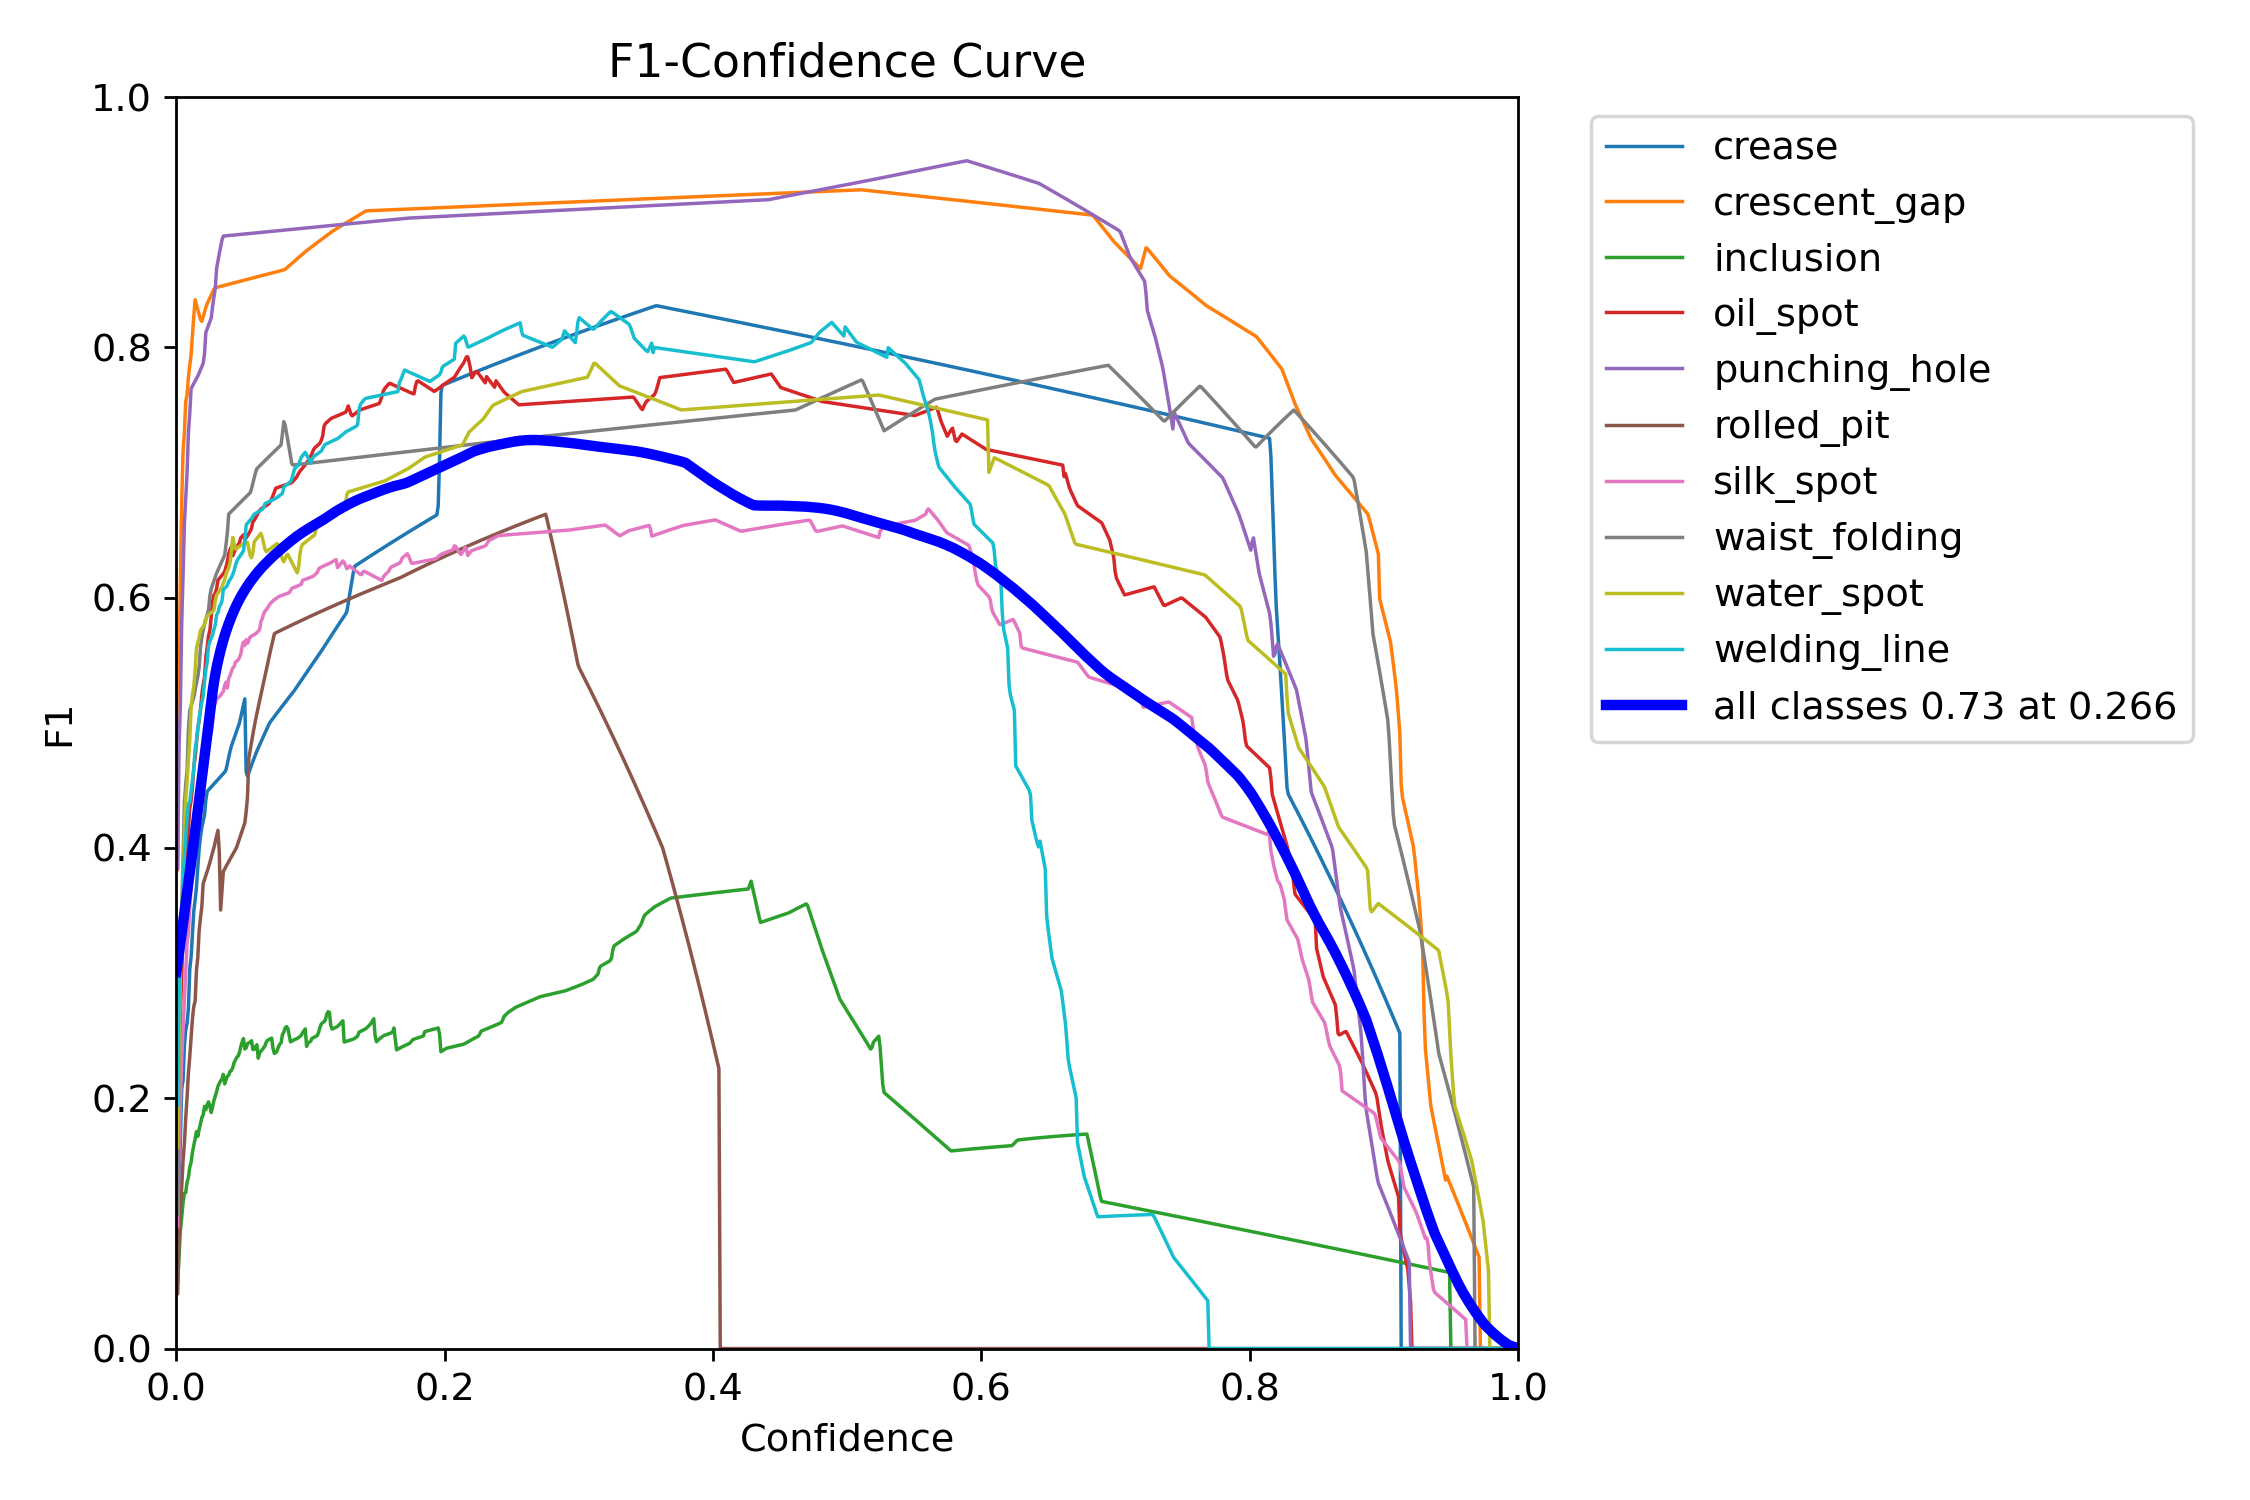 F1-Confidence Curve
1.0
0.8
0.6
0.4
0.2
0.0
F1
0.0 0.2 0.4 0.6 0.8 1.0
Confidence
crease
crescent_gap
inclusion
oil_spot
punching_hole
rolled_pit
silk_spot
waist_folding
water_spot
welding_line
all classes 0.73 at 0.266